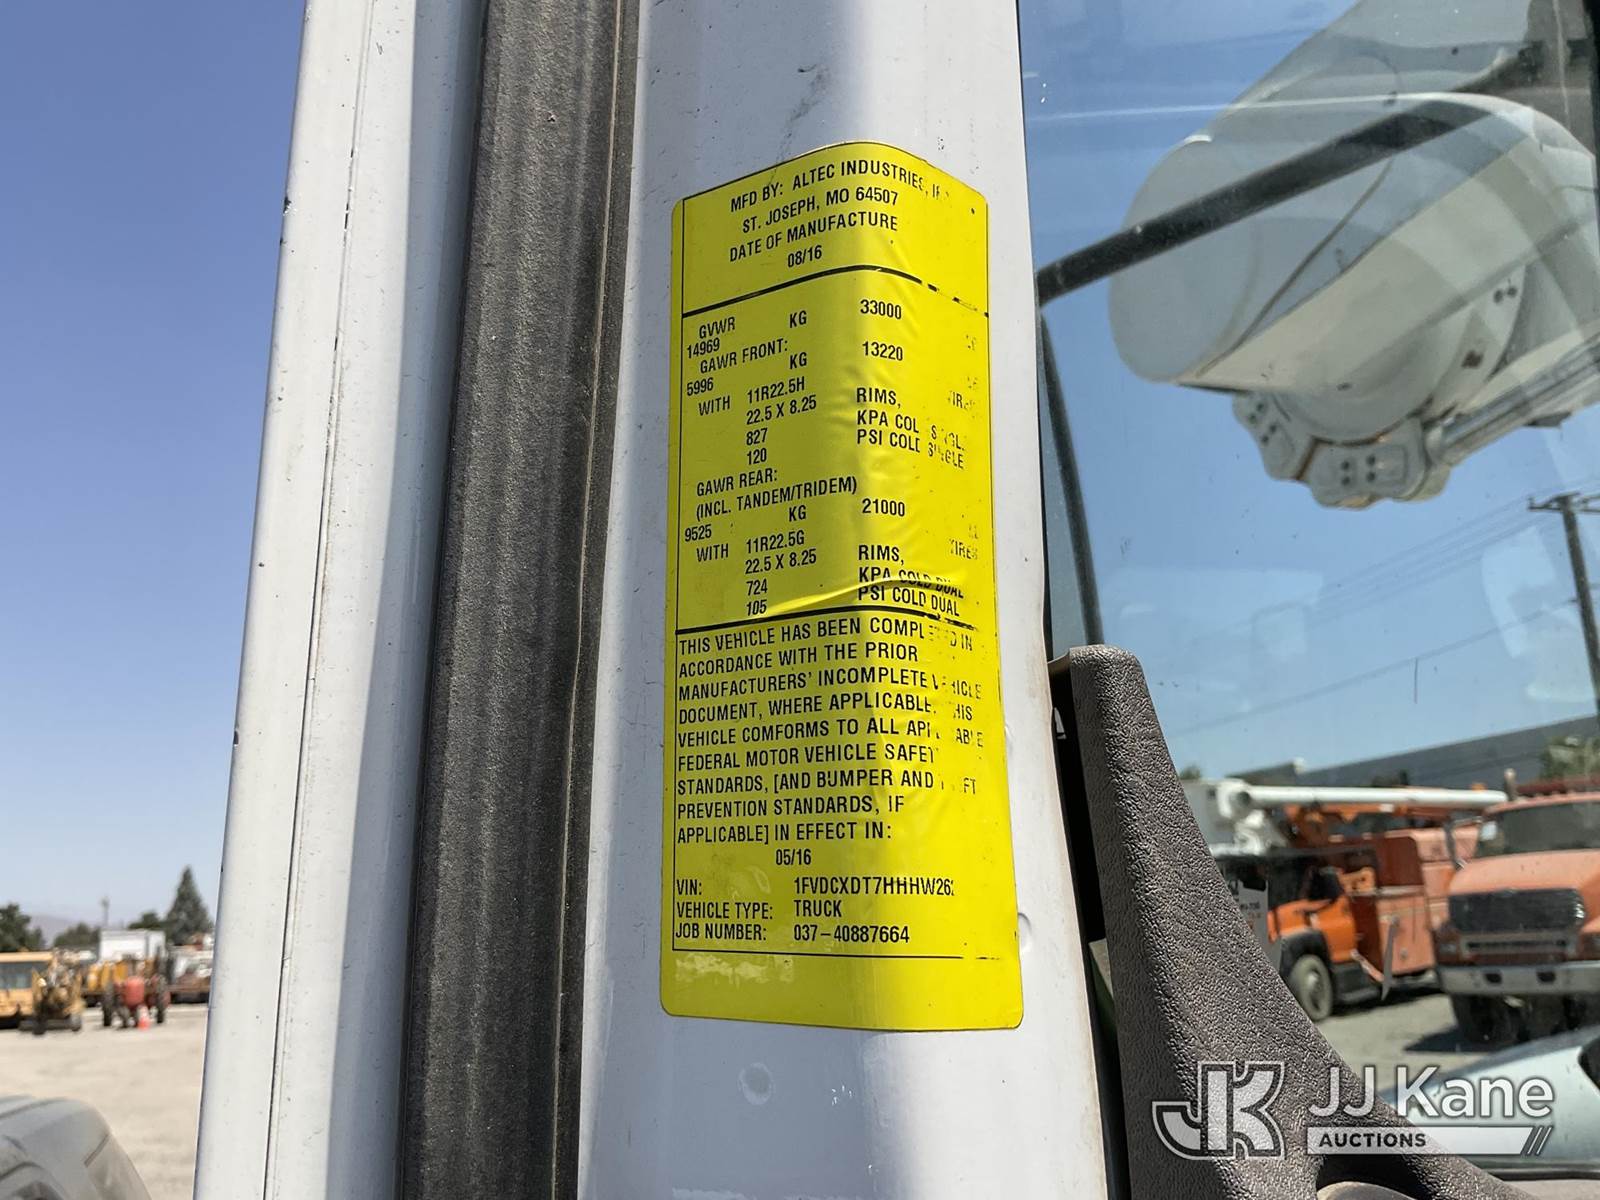 MFD BY: ALTEC INDUSTRIES,
ST. JOSEPH, MO 64507
DATE OF MANUFACTURE
08/16
GVWR KG 33000
14969
GAWR FRONT: KG 13220
5996
WITH 11R22.5H
22.5 X 8.25 RIMS,
827 KPA COLD SINGLE
120 PSI COLD SINGLE
GAWR REAR:
(INCL. TANDEM/TRIDEM)
9525 KG 21000
WITH 11R22.5G TIRES
22.5 X 8.25 RIMS,
724 KPA COLD DUAL
105 PSI COLD DUAL
THIS VEHICLE HAS BEEN COMPLETED IN
ACCORDANCE WITH THE PRIOR
MANUFACTURERS' INCOMPLETE VEHICLE
DOCUMENT, WHERE APPLICABLE. THIS
VEHICLE COMFORMS TO ALL
FEDERAL MOTOR VEHICLE SAFETY
STANDARDS, [AND BUMPER AND THEFT
PREVENTION STANDARDS, IF
APPLICABLE] IN EFFECT IN:
05/16
VIN: 1FVDCXDT7HHHW26
VEHICLE TYPE: TRUCK
JOB NUMBER: 037-40887664
JK JJ Kane
AUCTIONS